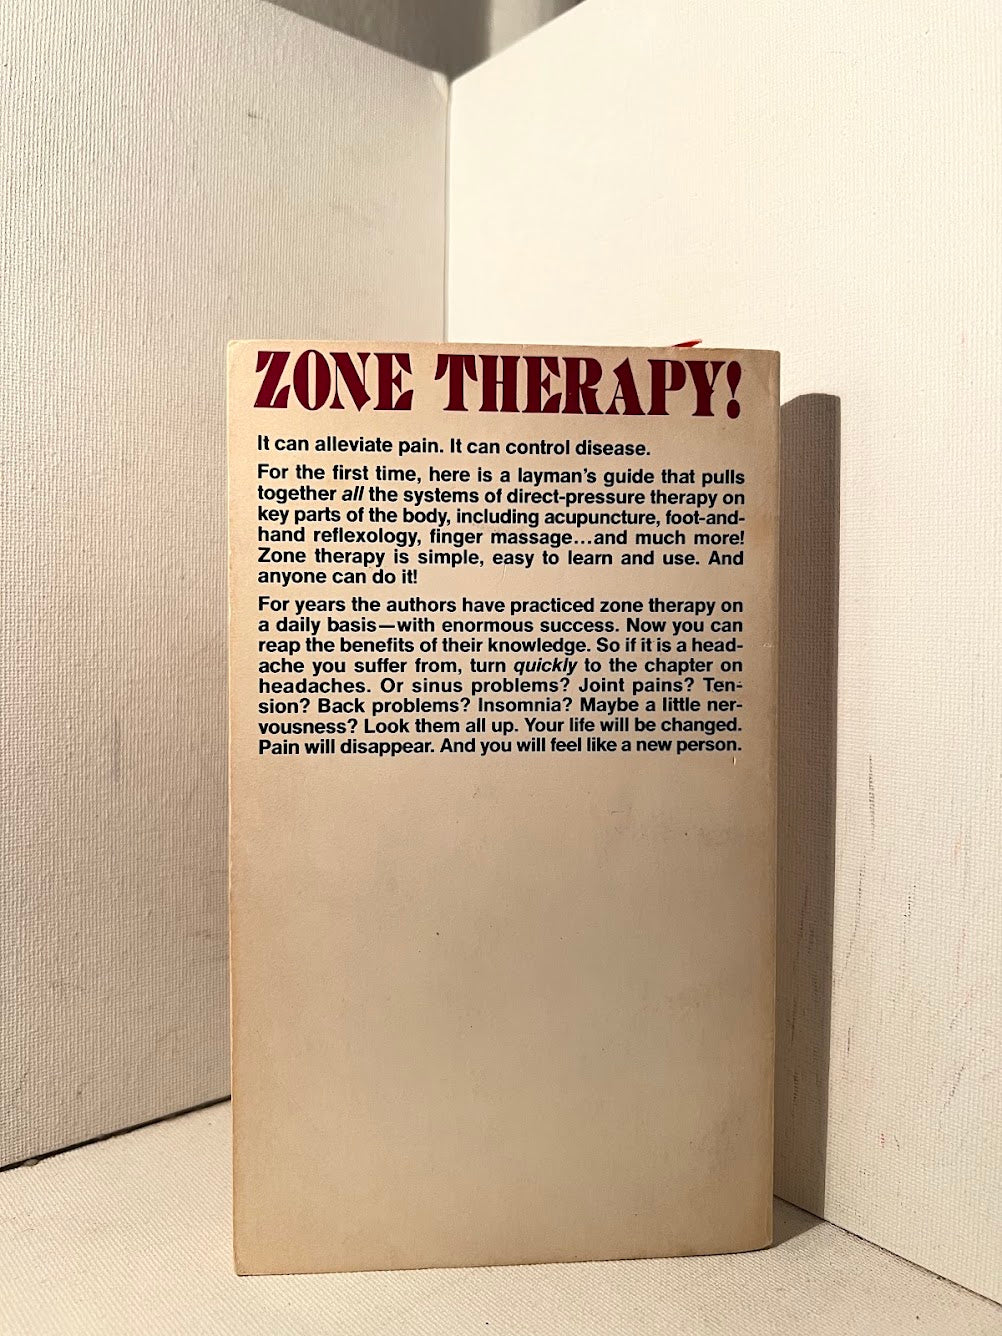 ZONE THERAPY!
It can alleviate pain. It can control disease.
For the first time, here is a layman's guide that pulls
together all the systems of direct-pressure therapy on
key parts of the body, including acupuncture, foot-and-
hand reflexology, finger massage...and much more!
Zone therapy is simple, easy to learn and use. And
anyone can do it!
For years the authors have practiced zone therapy on
a daily basis—with enormous success. Now you can
reap the benefits of their knowledge. So if it is a head-
ache you suffer from, turn quickly to the chapter on
headaches. Or sinus problems? Joint pains? Ten-
sion? Back problems? Insomnia? Maybe a little ner-
vousness? Look them all up. Your life will be changed.
Pain will disappear. And you will feel like a new person.